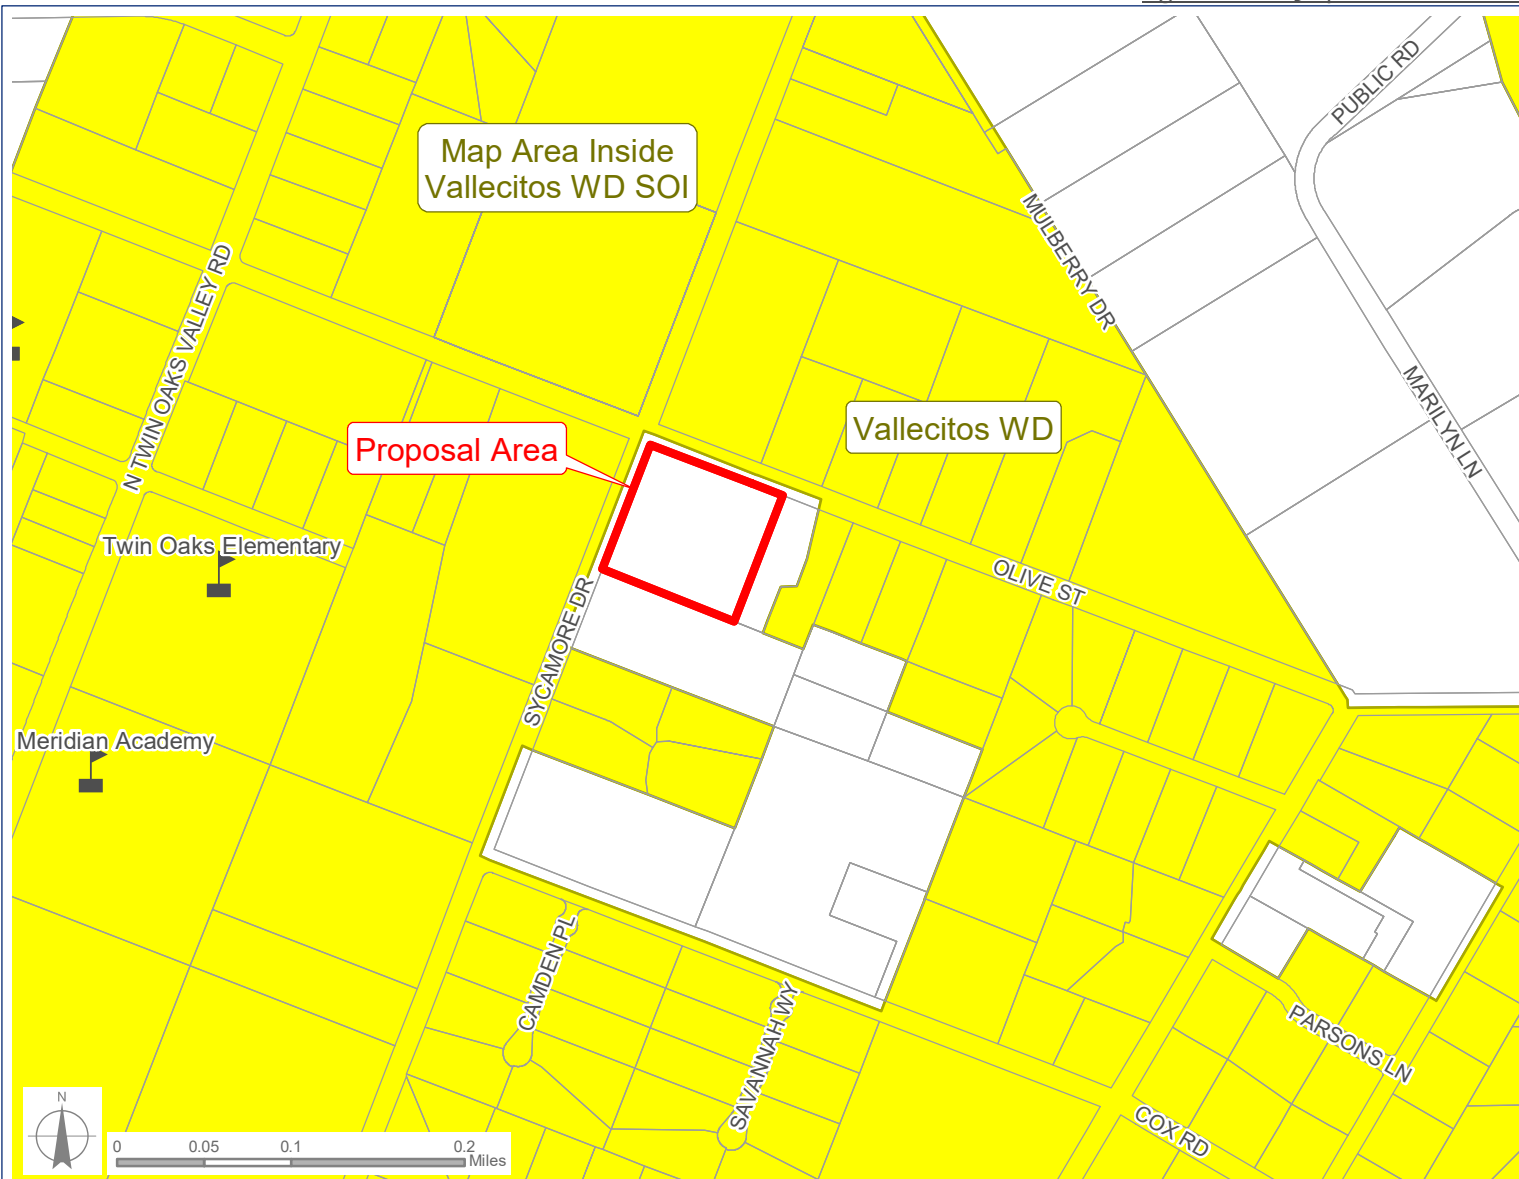 PUBLIC RD
Map Area Inside
Vallecitos WD SOI
MULBERRY DR
N TWIN OAKS VALLEY RD
MARILYN LN
Vallecitos WD
Proposal Area
Twin Oaks Elementary
OLIVE ST
SYCAMORE DR
Meridian Academy
CAMDEN PL
SAVANNAH WY
PARSONS LN
COX RD
N
0 0.05 0.1 0.2
Miles